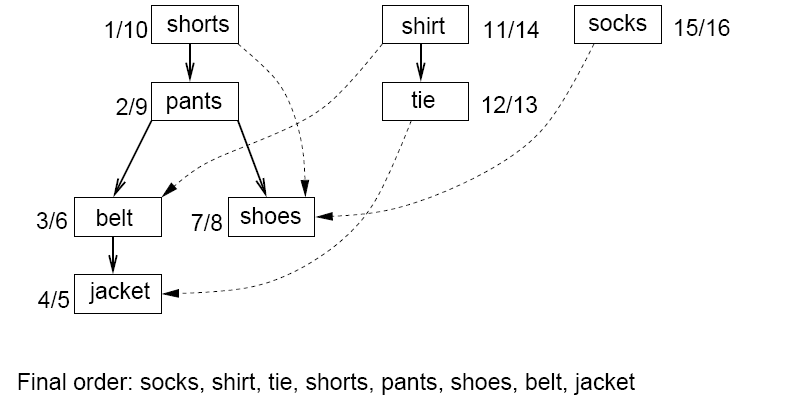 1/10 shorts shirt 11/14 socks 15/16
2/9 pants tie 12/13
3/6 belt 7/8 shoes
4/5 jacket
Final order: socks, shirt, tie, shorts, pants, shoes, belt, jacket